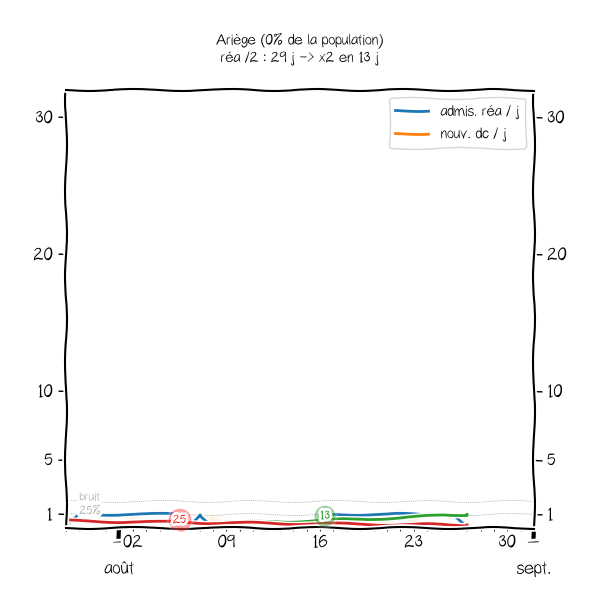 Ariège (0% de la population)
réa /2 : 29 j -> x2 en 13 j
admis. réa / j
nouv. dc / j
30
30
20
20
10
10
5
5
bruit
25%
1
1
25
13
02
09
16
23
30
août
sept.